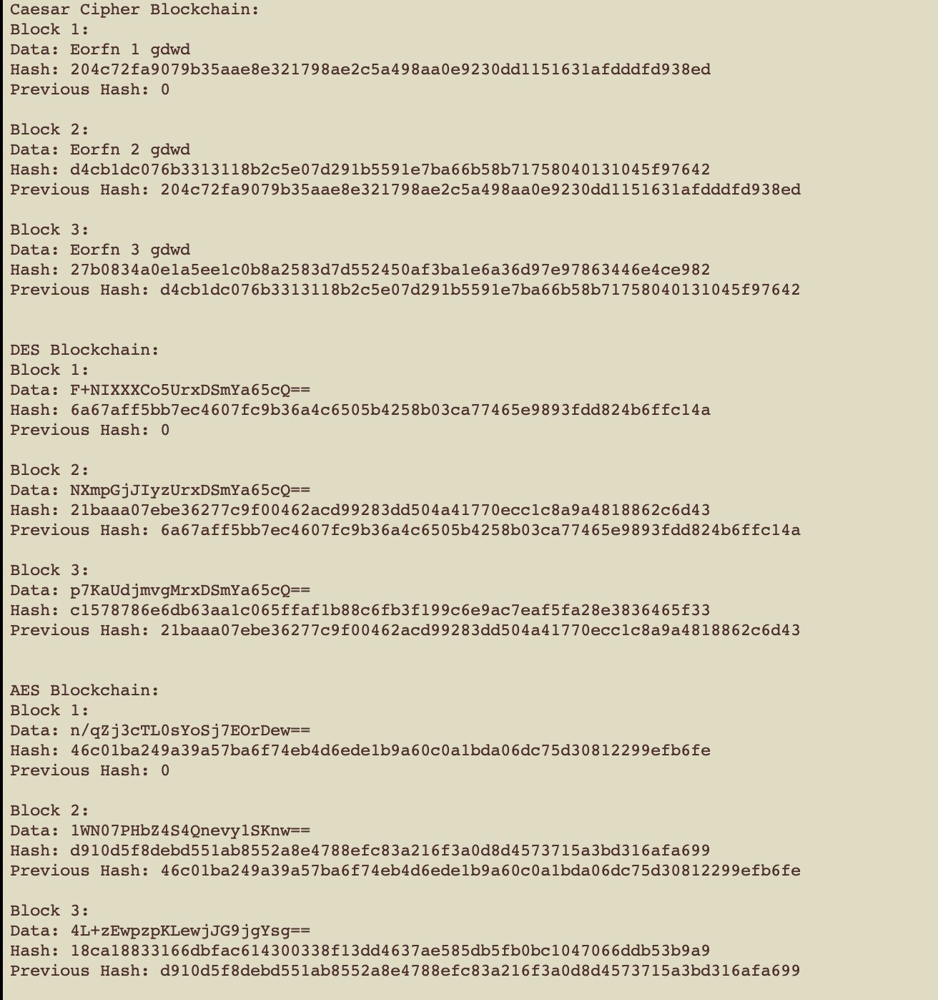 Caesar Cipher Blockchain:
Block 1:
Data: Eorfn 1 gdwd
Hash: 204c72fa9079b35aae8e321798ae2c5a498aa0e9230dd1151631afdddfd938ed
Previous Hash: 0
Block 2:
Data: Eorfn 2 gdwd
Hash: d4cb1dc076b3313118b2c5e07d291b5591e7ba66b58b71758040131045f97642
Previous Hash: 204c72fa9079b35aae8e321798ae2c5a498aa0e9230dd1151631afdddfd938ed
Block 3:
Data: Eorfn 3 gdwd
Hash: 27b0834a0e1a5ee1c0b8a2583d7d552450af3ba1e6a36d97e97863446e4ce982
Previous Hash: d4cb1dc076b3313118b2c5e07d291b5591e7ba66b58b71758040131045f97642
DES Blockchain:
Block 1:
Data: F+NIXXXCo5UrxDSmYa65cQ==
Hash: 6a67aff5bb7ec4607fc9b36a4c6505b4258b03ca77465e9893fdd824b6ffc14a
Previous Hash: 0
Block 2:
Data: NXmpGjJIyzUrxDSmYa65cQ==
Hash: 21baaa07ebe36277c9f00462acd99283dd504a41770ecc1c8a9a4818862c6d43
Previous Hash: 6a67aff5bb7ec4607fc9b36a4c6505b4258b03ca77465e9893fdd824b6ffc14a
Block 3:
Data: p7KaUdjmvgMrxDSmYa65cQ==
Hash: c1578786e6db63aa1c065ffaf1b88c6fb3f199c6e9ac7eaf5fa28e3836465f33
Previous Hash: 21baaa07ebe36277c9f00462acd99283dd504a41770ecc1c8a9a4818862c6d43
AES Blockchain:
Block 1:
Data: n/qZj3cTL0sYoSj7EOrDew==
Hash: 46c01ba249a39a57ba6f74eb4d6ede1b9a60c0a1bda06dc75d30812299efb6fe
Previous Hash: 0
Block 2:
Data: 1WN07PHbZ4S4Qnevy1SKnw==
Hash: d910d5f8debd551ab8552a8e4788efc83a216f3a0d8d4573715a3bd316afa699
Previous Hash: 46c01ba249a39a57ba6f74eb4d6ede1b9a60c0a1bda06dc75d30812299efb6fe
Block 3:
Data: 4L+zEwpzpKLewjJG9jgYsg==
Hash: 18ca18833166dbfac614300338f13dd4637ae585db5fb0bc1047066ddb53b9a9
Previous Hash: d910d5f8debd551ab8552a8e4788efc83a216f3a0d8d4573715a3bd316afa699